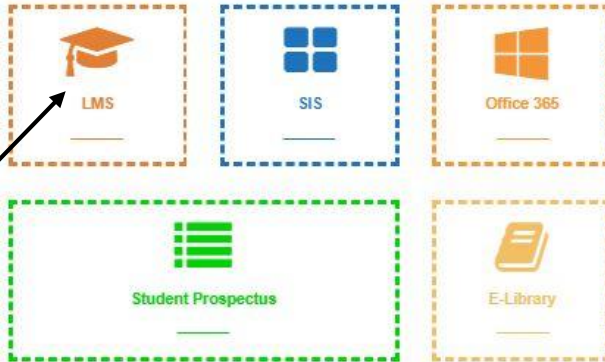 LMS
SIS
Office 365
Student Prospectus
E-Library